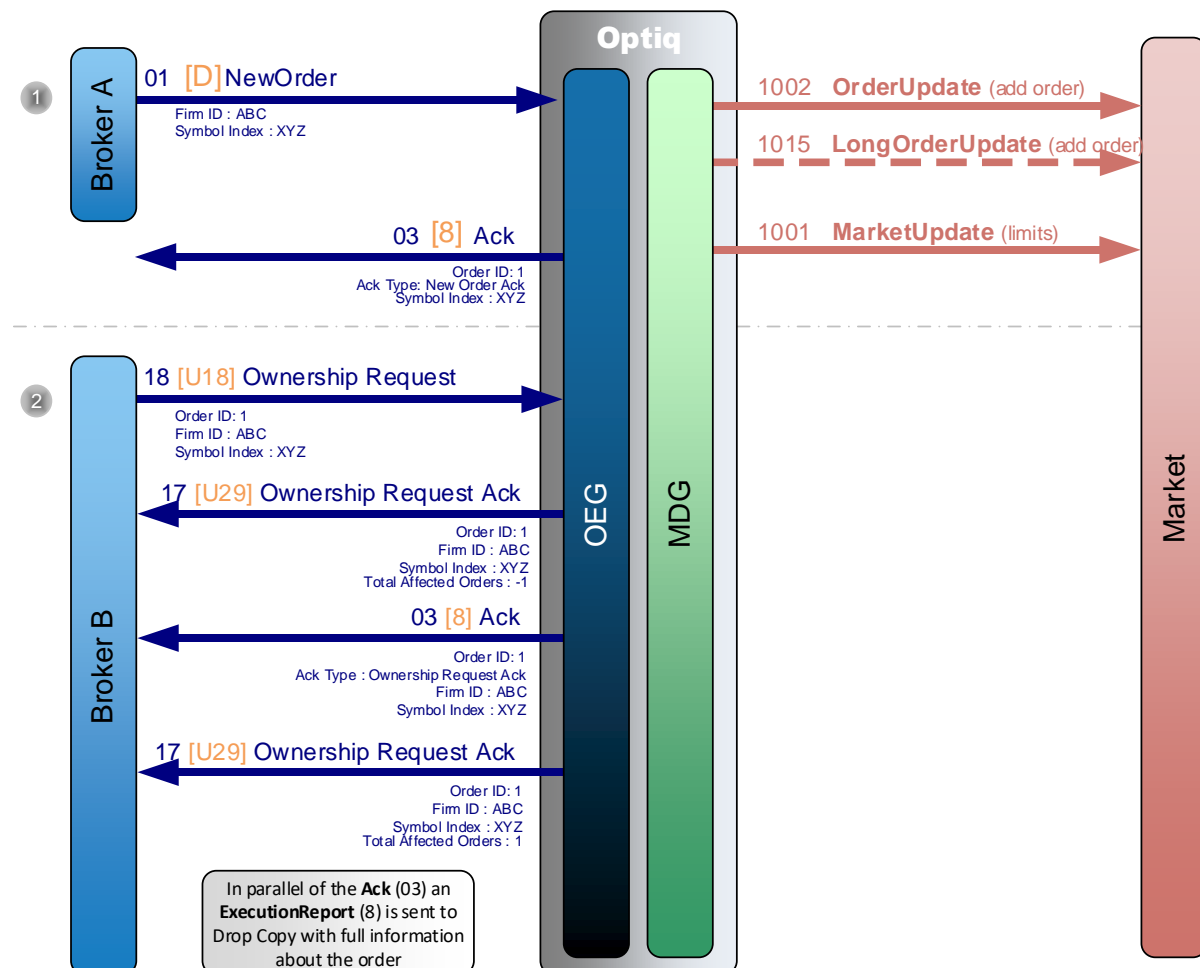 Optiq
1
Broker A
01 [D] NewOrder
Firm ID : ABC
Symbol Index : XYZ
1002 OrderUpdate (add order)
1015 LongOrderUpdate (add order)
03 [8] Ack
Order ID: 1
Ack Type: New Order Ack
Symbol Index : XYZ
1001 MarketUpdate (limits)
2
Broker B
18 [U18] Ownership Request
Order ID: 1
Firm ID : ABC
Symbol Index : XYZ
17 [U29] Ownership Request Ack
Order ID: 1
Firm ID : ABC
Symbol Index : XYZ
Total Affected Orders : -1
03 [8] Ack
Order ID: 1
Ack Type : Ownership Request Ack
Firm ID : ABC
Symbol Index : XYZ
17 [U29] Ownership Request Ack
Order ID: 1
Firm ID : ABC
Symbol Index : XYZ
Total Affected Orders : 1
In parallel of the Ack (03) an
ExecutionReport (8) is sent to
Drop Copy with full information
about the order
OEG
MDG
Market